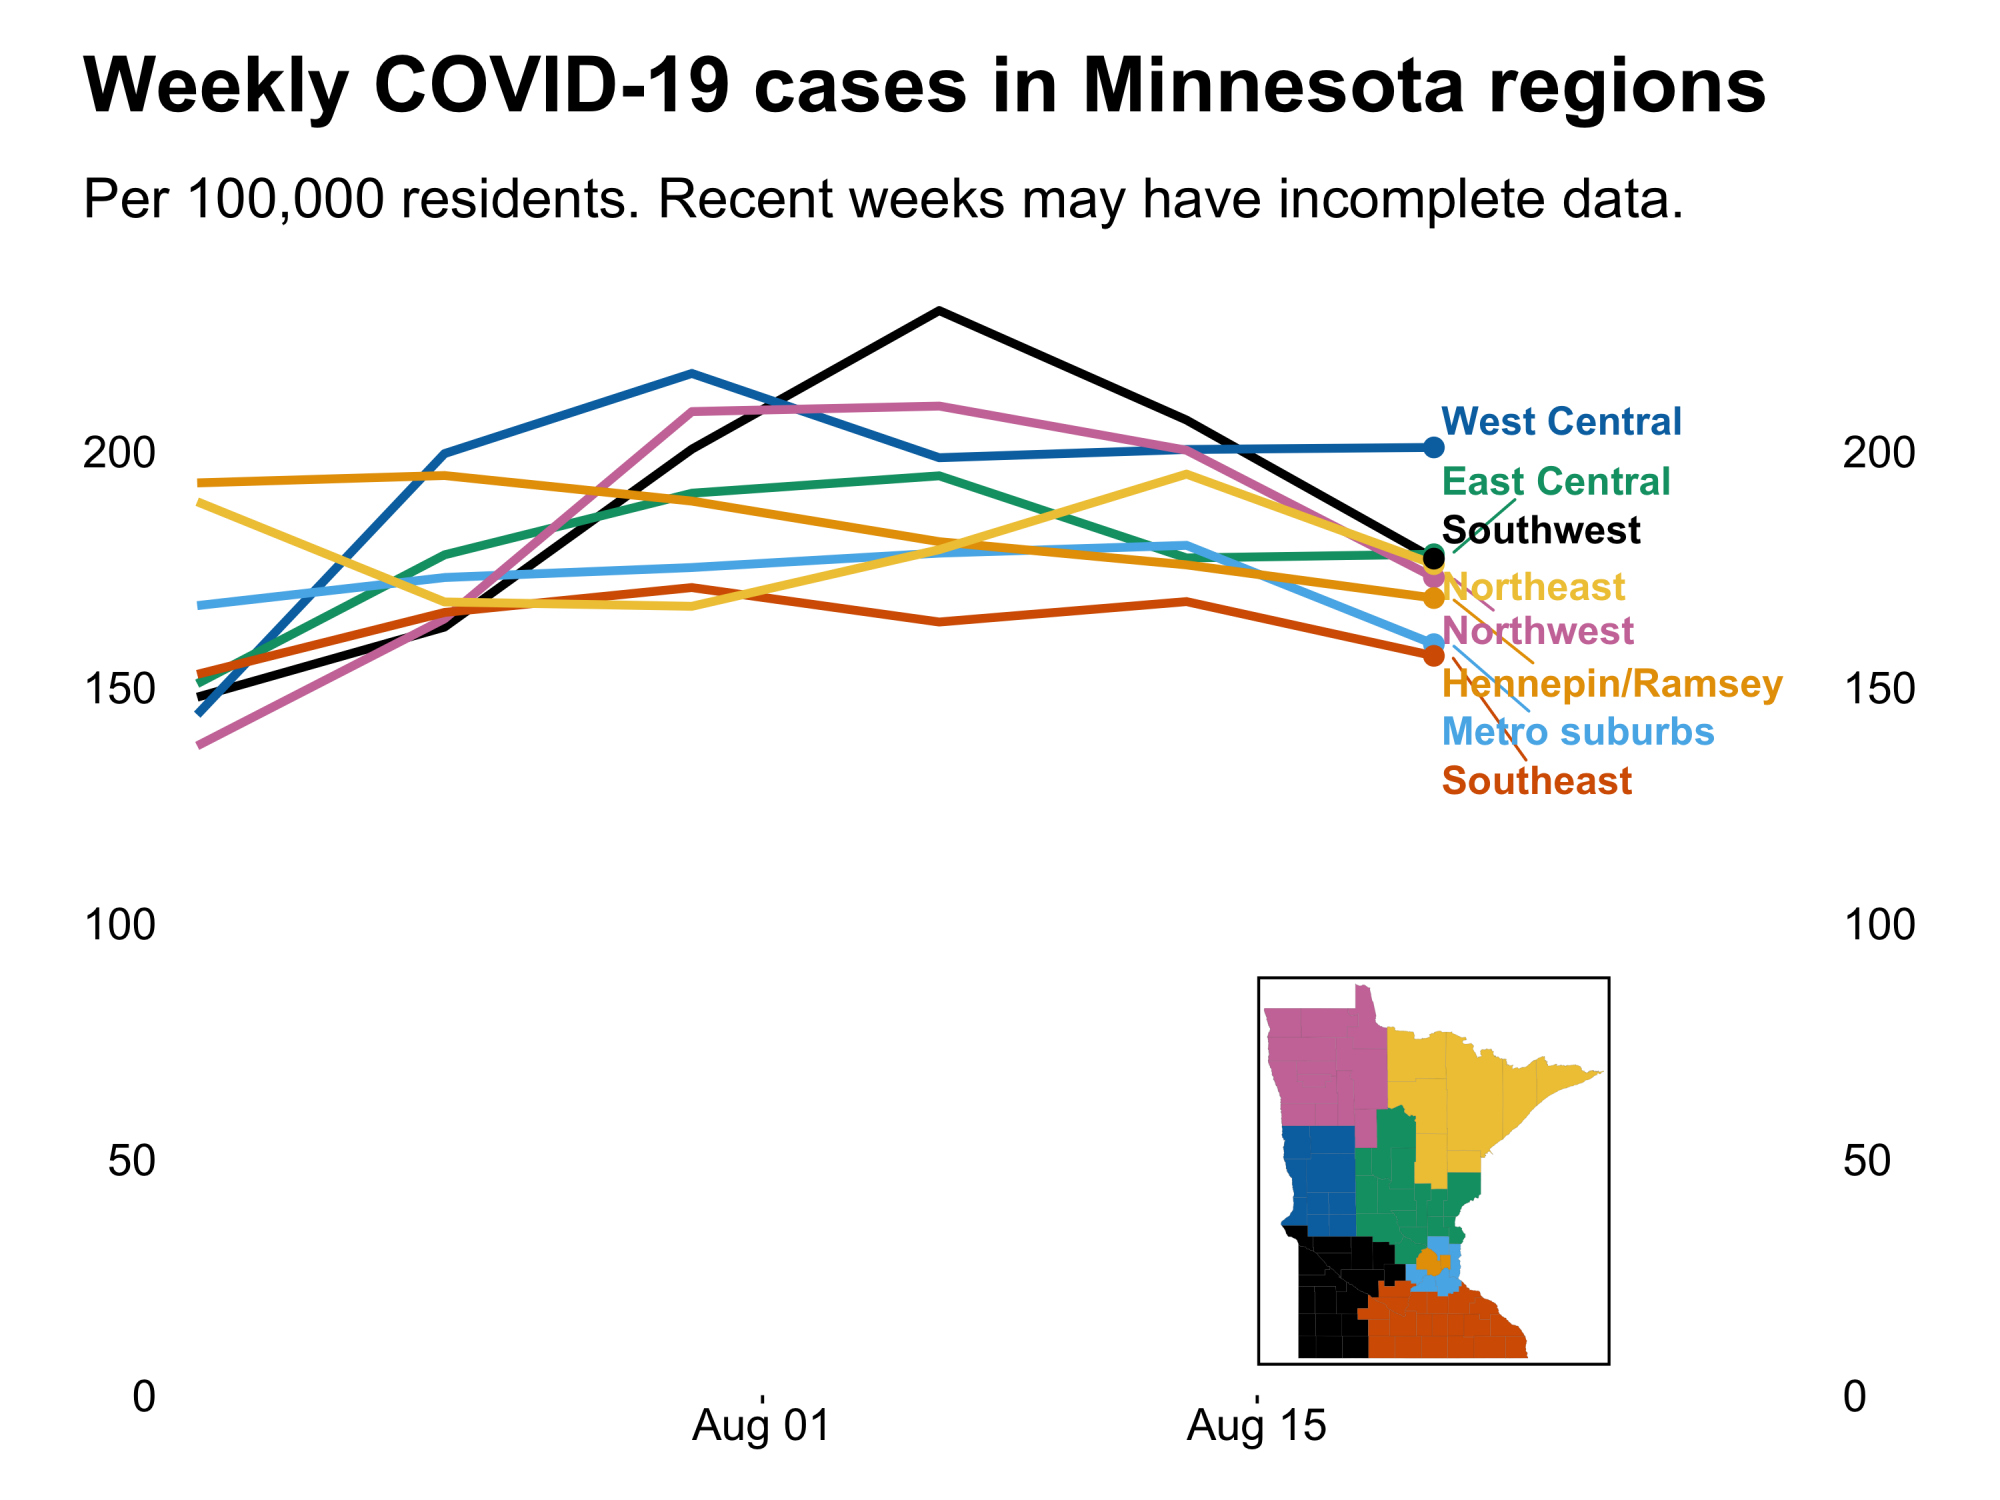 Weekly COVID-19 cases in Minnesota regions
Per 100,000 residents. Recent weeks may have incomplete data.
200
150
100
50
0
West Central
East Central
Southwest
Northeast
Northwest
Hennepin/Ramsey
Metro suburbs
Southeast
200
150
100
50
0
Aug 01
Aug 15